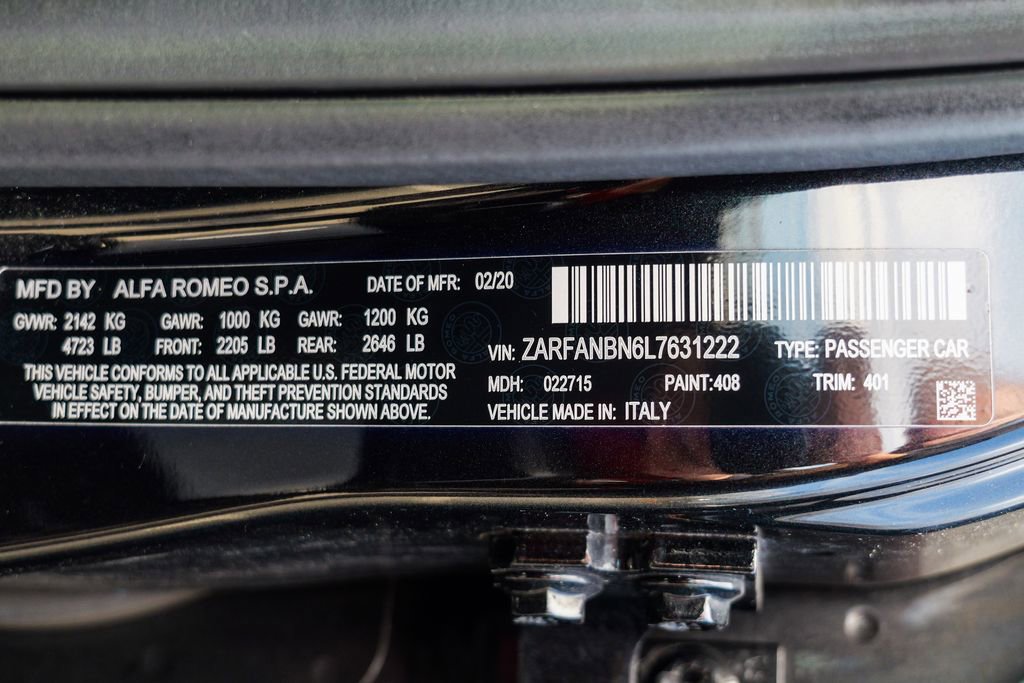 MFD BY ALFA ROMEO S.P.A. DATE OF MFR: 02/20
GVWR: 2142 KG GAWR: 1000 KG GAWR: 1200 KG
4723 LB FRONT: 2205 LB REAR: 2646 LB
THIS VEHICLE CONFORMS TO ALL APPLICABLE U.S. FEDERAL MOTOR
VEHICLE SAFETY, BUMPER, AND THEFT PREVENTION STANDARDS
IN EFFECT ON THE DATE OF MANUFACTURE SHOWN ABOVE.
VIN: ZARFANBN6L7631222 TYPE: PASSENGER CAR
MDH: 022715 PAINT:408 TRIM: 401
VEHICLE MADE IN: ITALY